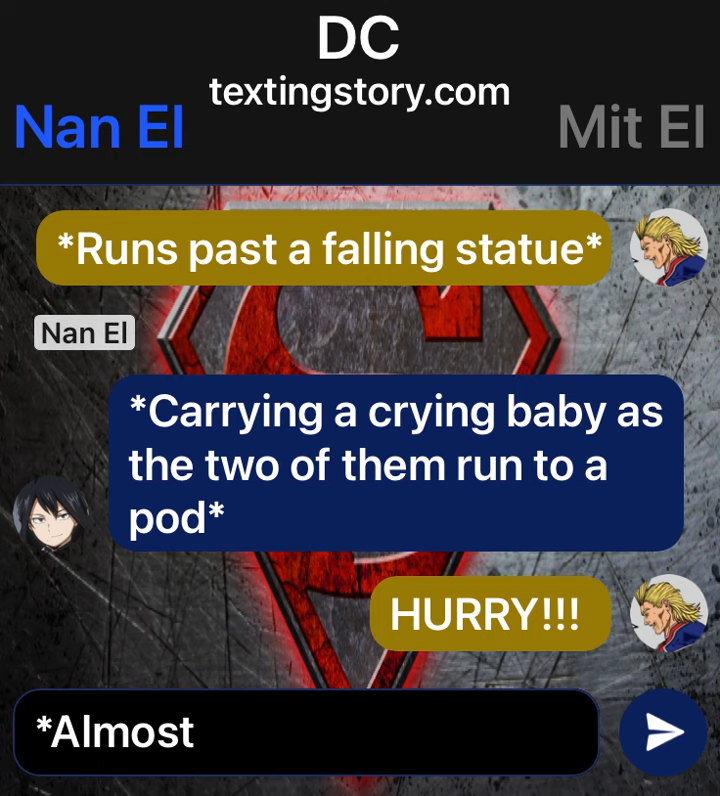 DC
textingstory.com
Nan El
Mit El
*Runs past a falling statue*
Nan El
*Carrying a crying baby as
the two of them run to a
pod*
HURRY!!!
*Almost